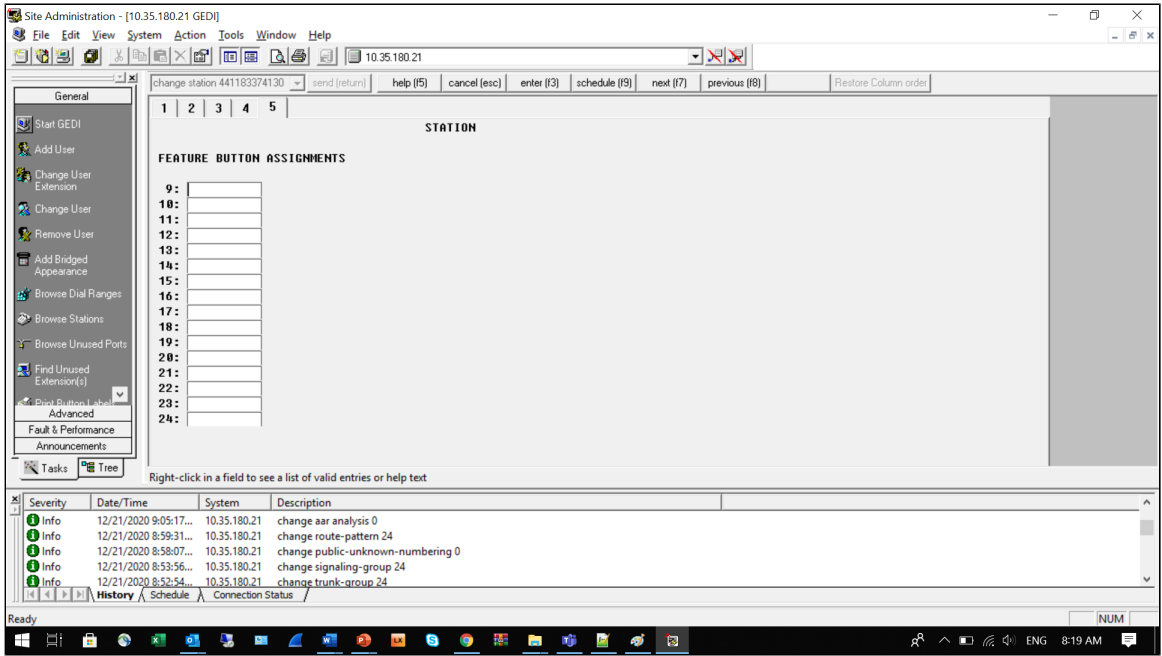 Site Administration - [10.35.180.21 GEDI]
File Edit View System Action Tools Window Help
10.35.180.21
change station 441183374130 send (return) help (f5) cancel (esc) enter (f3) schedule (f9) next (f7) previous (f8) Restore Column order
General
Start GEDI
Add User
Change User
Extension
Change User
Remove User
Add Bridged
Appearance
Browse Dial Ranges
Browse Stations
Browse Unused Ports
Find Unused
Extension(s)
Print Button Label
Advanced
Fault & Performance
Announcements
Tasks Tree
1 2 3 4 5
STATION
FEATURE BUTTON ASSIGNMENTS
9:
10:
11:
12:
13:
14:
15:
16:
17:
18:
19:
20:
21:
22:
23:
24:
Right-click in a field to see a list of valid entries or help text
Severity Date/Time System Description
Info 12/21/2020 9:05:17... 10.35.180.21 change aar analysis 0
Info 12/21/2020 8:59:31... 10.35.180.21 change route-pattern 24
Info 12/21/2020 8:58:07... 10.35.180.21 change public-unknown-numbering 0
Info 12/21/2020 8:53:56... 10.35.180.21 change signaling-group 24
Info 12/21/2020 8:52:54... 10.35.180.21 change trunk-group 24
History Schedule Connection Status
Ready NUM
ENG 8:19 AM